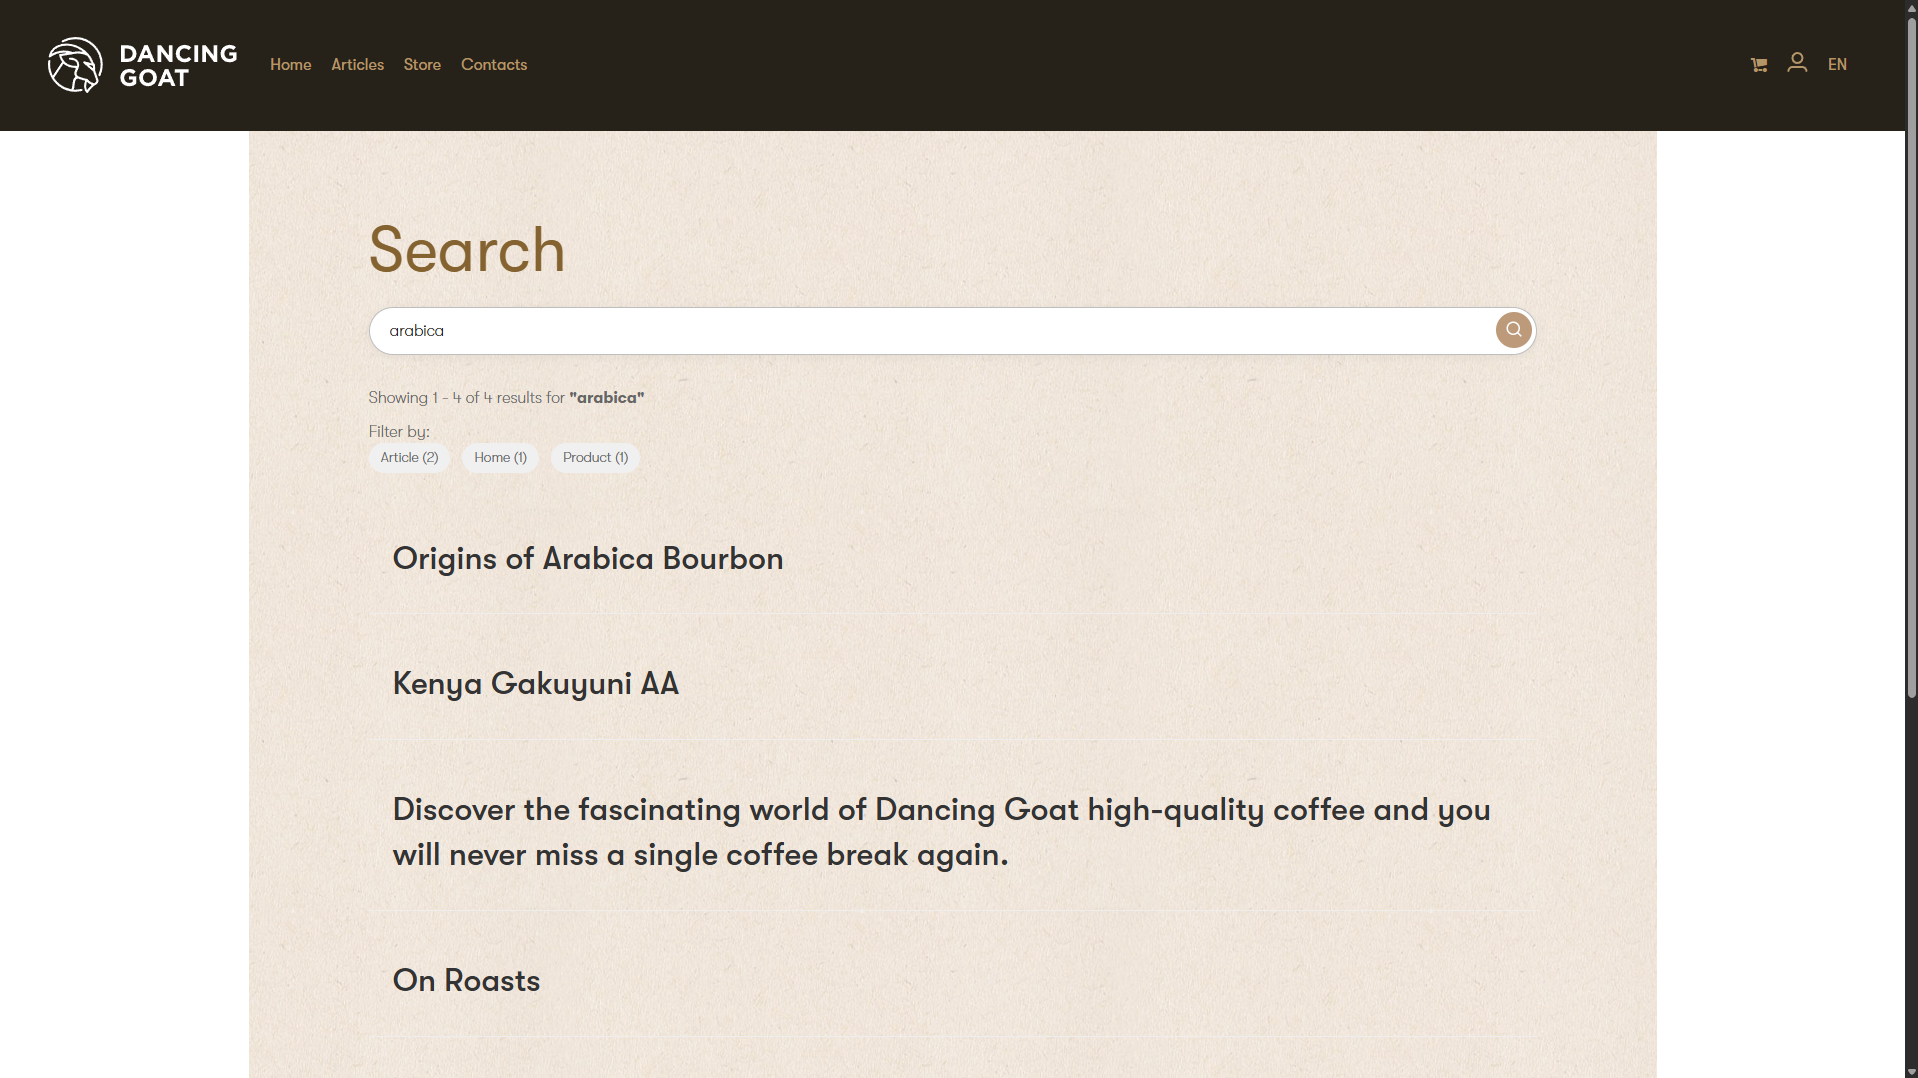 DANCING
GOAT
Home Articles Store Contacts
EN
Search
arabica
Showing 1 - 4 of 4 results for "arabica"
Filter by:
Article (2) Home (1) Product (1)
Origins of Arabica Bourbon
Kenya Gakuyuni AA
Discover the fascinating world of Dancing Goat high-quality coffee and you
will never miss a single coffee break again.
On Roasts